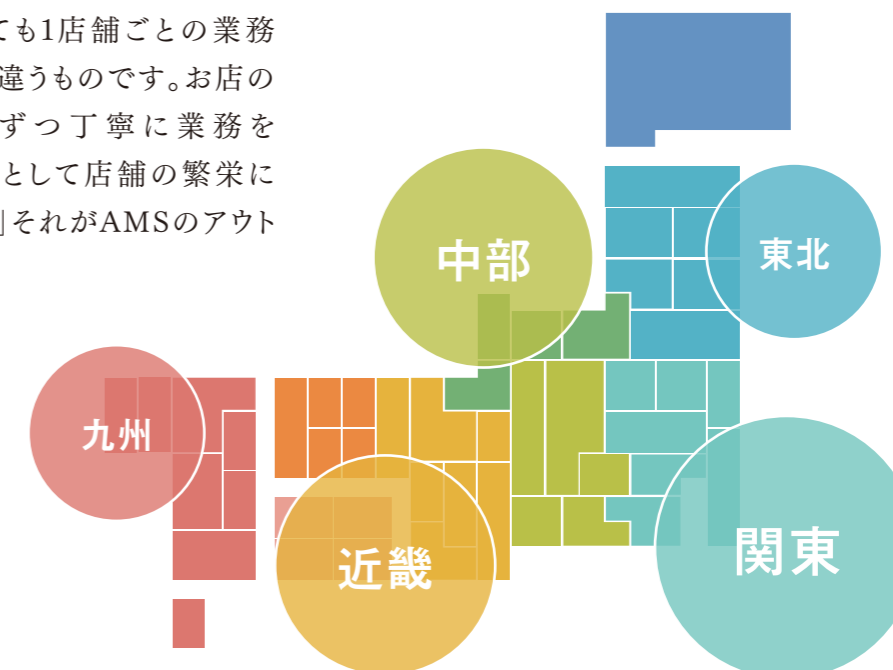 ても1店舗ごとの業務
違うものです。お店の
ずつ丁寧に業務を
として店舗の繁栄に
」それがAMSのアウト
中部
東北
九州
近畿
関東